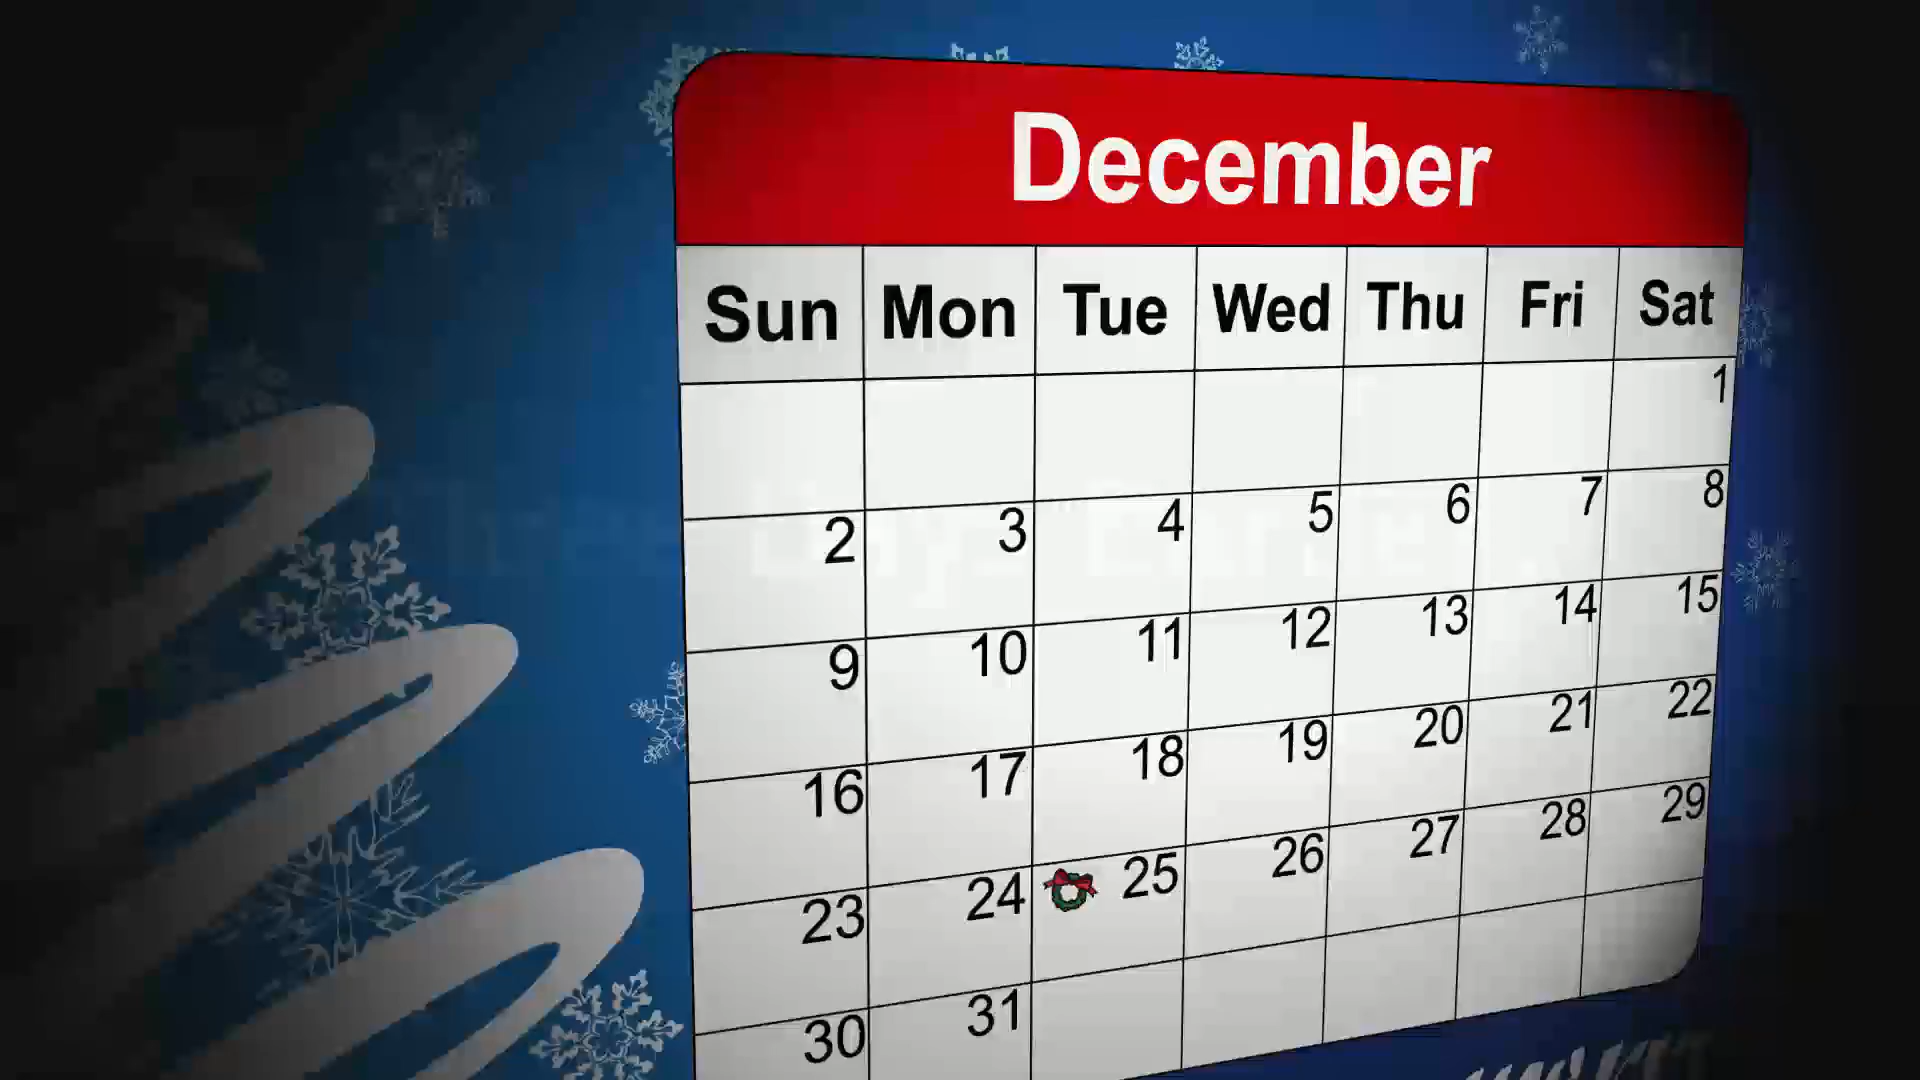 December
Sun Mon Tue Wed Thu Fri Sat
1
2 3 4 5 6 7 8
9 10 11 12 13 14 15
16 17 18 19 20 21 22
23 24 25 26 27 28 29
30 31